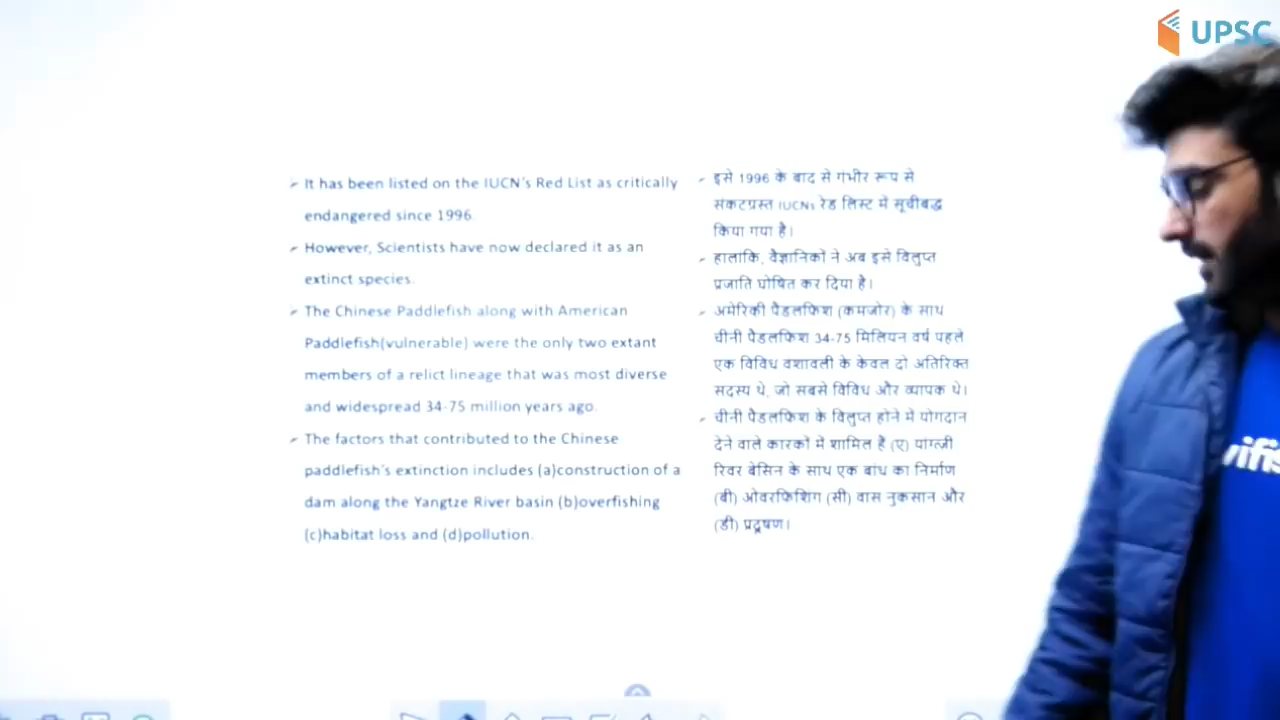 UPSC
It has been listed on the IUCN's Red List as critically
endangered since 1996.
However, Scientists have now declared it as an
extinct species.
The Chinese Paddlefish along with American
Paddlefish(vulnerable) were the only two extant
members of a relict lineage that was most diverse
and widespread 34-75 million years ago.
The factors that contributed to the Chinese
paddlefish's extinction includes (a)construction of a
dam along the Yangtze River basin (b)overfishing
(c)habitat loss and (d)pollution.
इसे 1996 के बाद से गंभीर रूप से
संकटग्रस्त IUCNs रेड लिस्ट में सूचीबद्ध
किया गया है।
हालांकि, वैज्ञानिकों ने अब इसे विलुप्त
प्रजाति घोषित कर दिया है।
अमेरिकी पैडलफिश (कमजोर) के साथ
चीनी पैडलफिश 34-75 मिलियन वर्ष पहले
एक विविध वंशावली के केवल दो अतिरिक्त
सदस्य थे, जो सबसे विविध और व्यापक थे।
चीनी पैडलफिश के विलुप्त होने में योगदान
देने वाले कारकों में शामिल हैं (ए) यांग्त्जी
रिवर बेसिन के साथ एक बांध का निर्माण
(बी) ओवरफिशिंग (सी) वास नुकसान और
(डी) प्रदूषण।